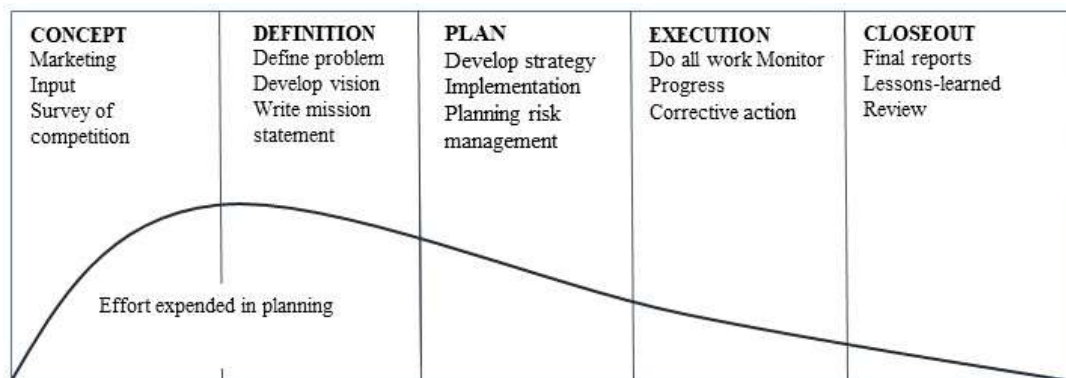 CONCEPT
Marketing
Input
Survey of
competition
DEFINITION
Define problem
Develop vision
Write mission
statement
PLAN
Develop strategy
Implementation
Planning risk
management
EXECUTION
Do all work Monitor
Progress
Corrective action
CLOSEOUT
Final reports
Lessons-learned
Review
Effort expended in planning